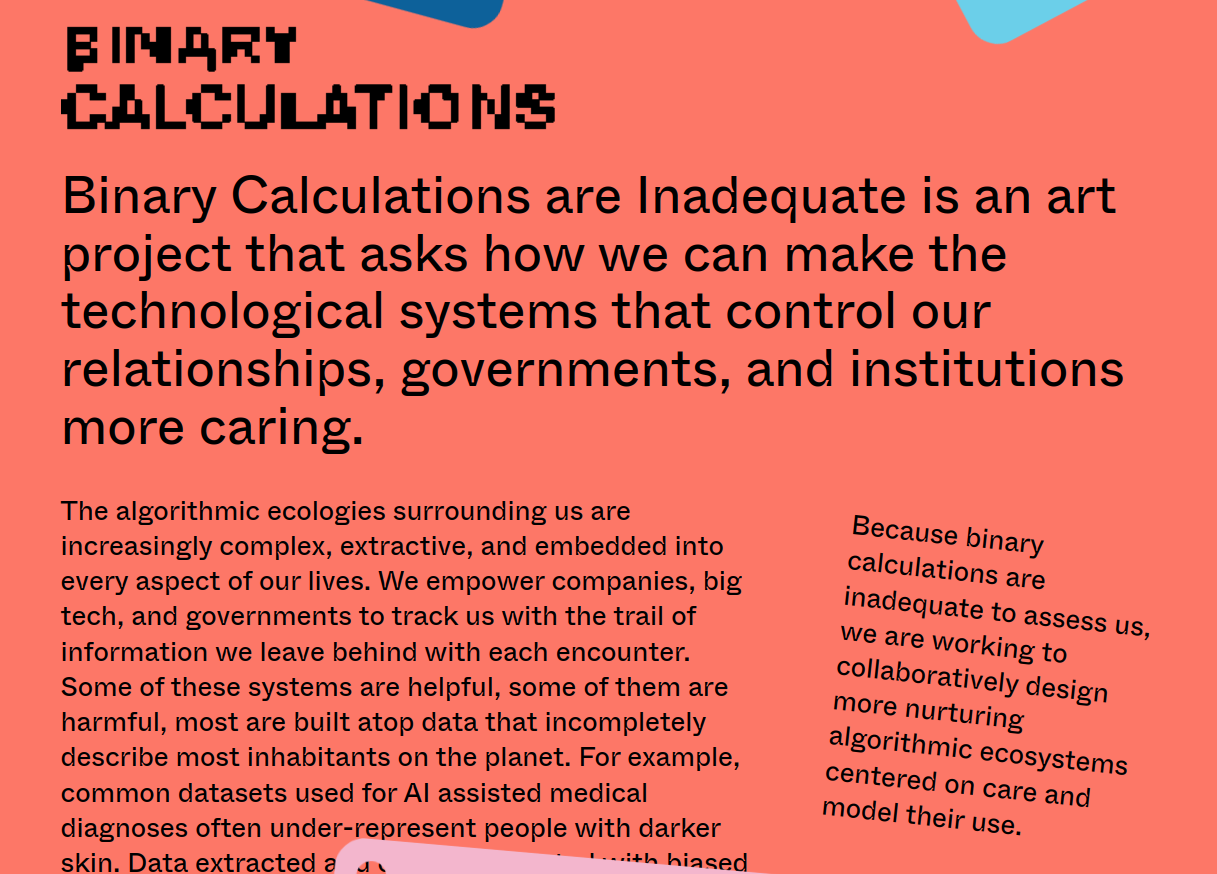 BINARY
CALCULATIONS
Binary Calculations are Inadequate is an art
project that asks how we can make the
technological systems that control our
relationships, governments, and institutions
more caring.
The algorithmic ecologies surrounding us are
increasingly complex, extractive, and embedded into
every aspect of our lives. We empower companies, big
tech, and governments to track us with the trail of
information we leave behind with each encounter.
Some of these systems are helpful, some of them are
harmful, most are built atop data that incompletely
describe most inhabitants on the planet. For example,
common datasets used for AI assisted medical
diagnoses often under-represent people with darker
skin. Data extracted with biased
Because binary
calculations are
inadequate to assess us,
we are working to
collaboratively design
more nurturing
algorithmic ecosystems
centered on care and
model their use.